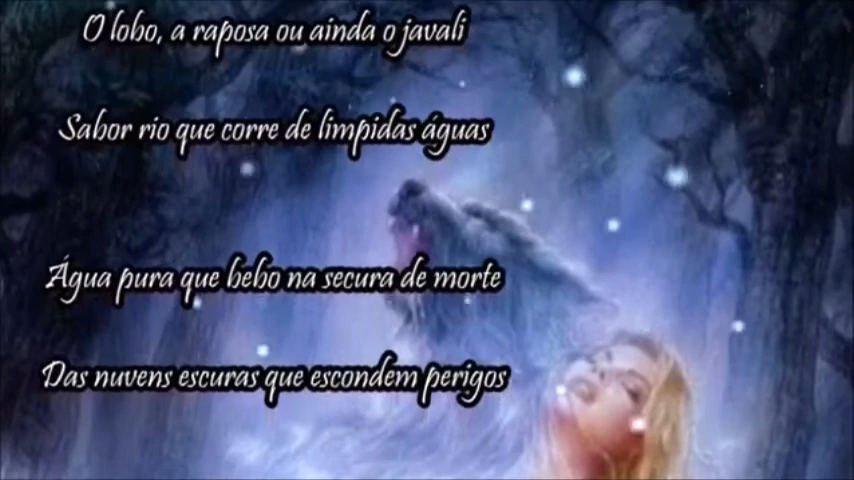 O lobo, a raposa ou ainda o javali
Sabor rio que corre de limpidas águas
Água pura que bebo na secura de morte
Das nuvens escuras que escondem perigos